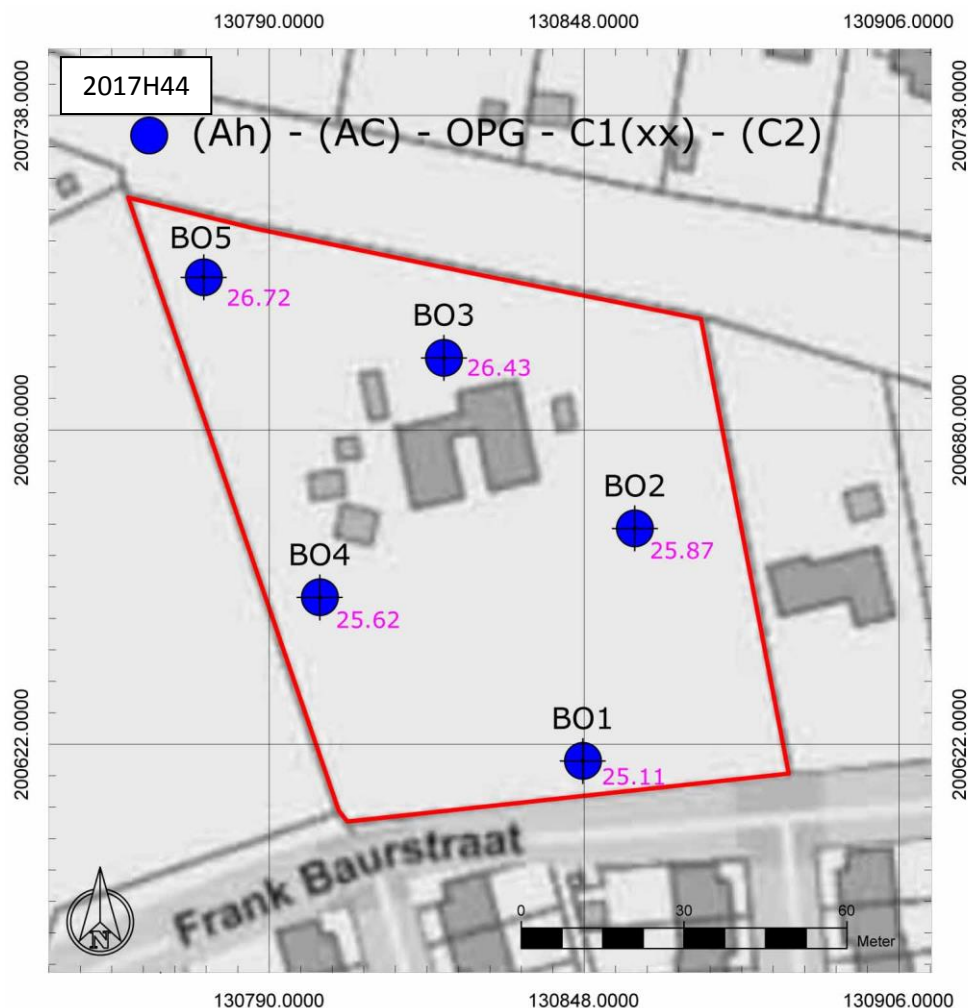 130790.0000 130848.0000 130906.0000
2017H44
(Ah) - (AC) - OPG - C1(xx) - (C2)
200738.0000 200738.0000
BO5
26.72
BO3
26.43
200680.0000 200680.0000
BO2
25.87
BO4
25.62
BO1
25.11
200622.0000 200622.0000
Frank Baurstraat
N
0 30 60
Meter
130790.0000 130848.0000 130906.0000